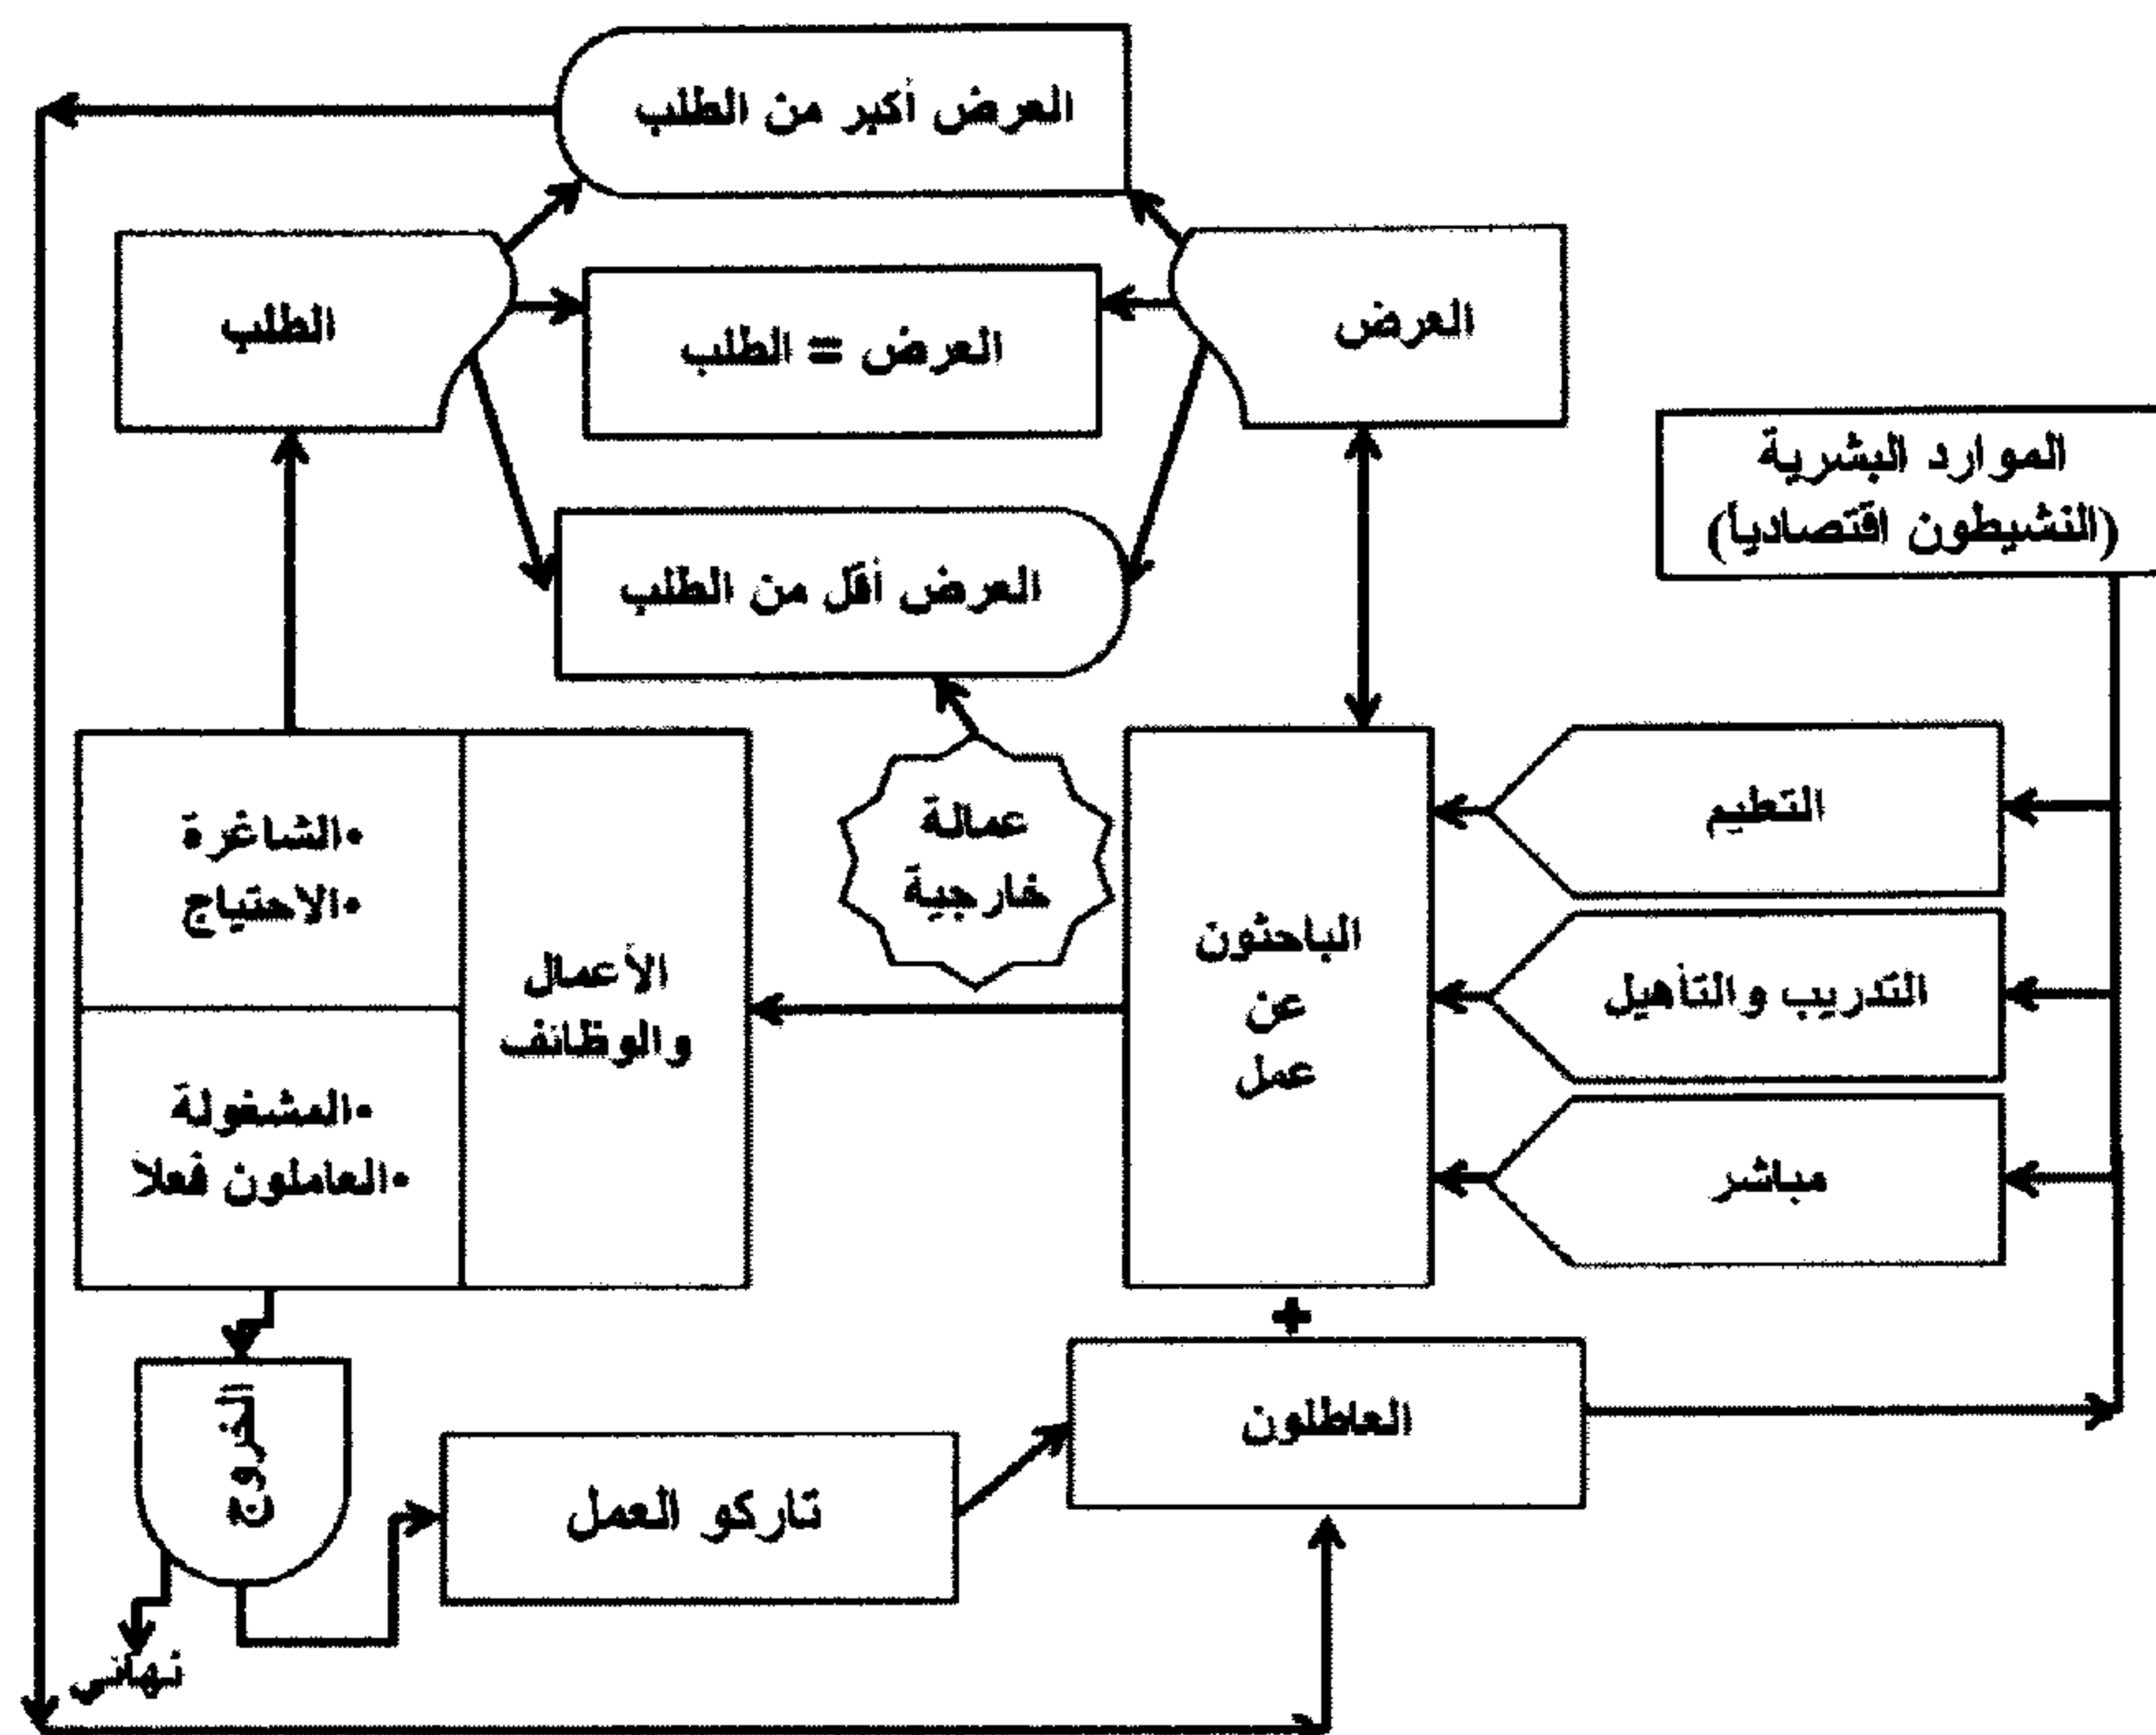 العرض أكبر من الطلب
العرض
الطلب
العرض = الطلب
الموارد البشرية
(النشيطون اقتصادياً)
العرض أقل من الطلب
التعليم
التدريب والتأهيل
مباشر
الباحثون
عن
عمل
عمالة
خارجية
الأعمال
والوظائف
•الشاغرة
•الاحتياج
•المشغولة
•العاملون فعلاً
+
العاطلون
تاركو العمل
نهائي